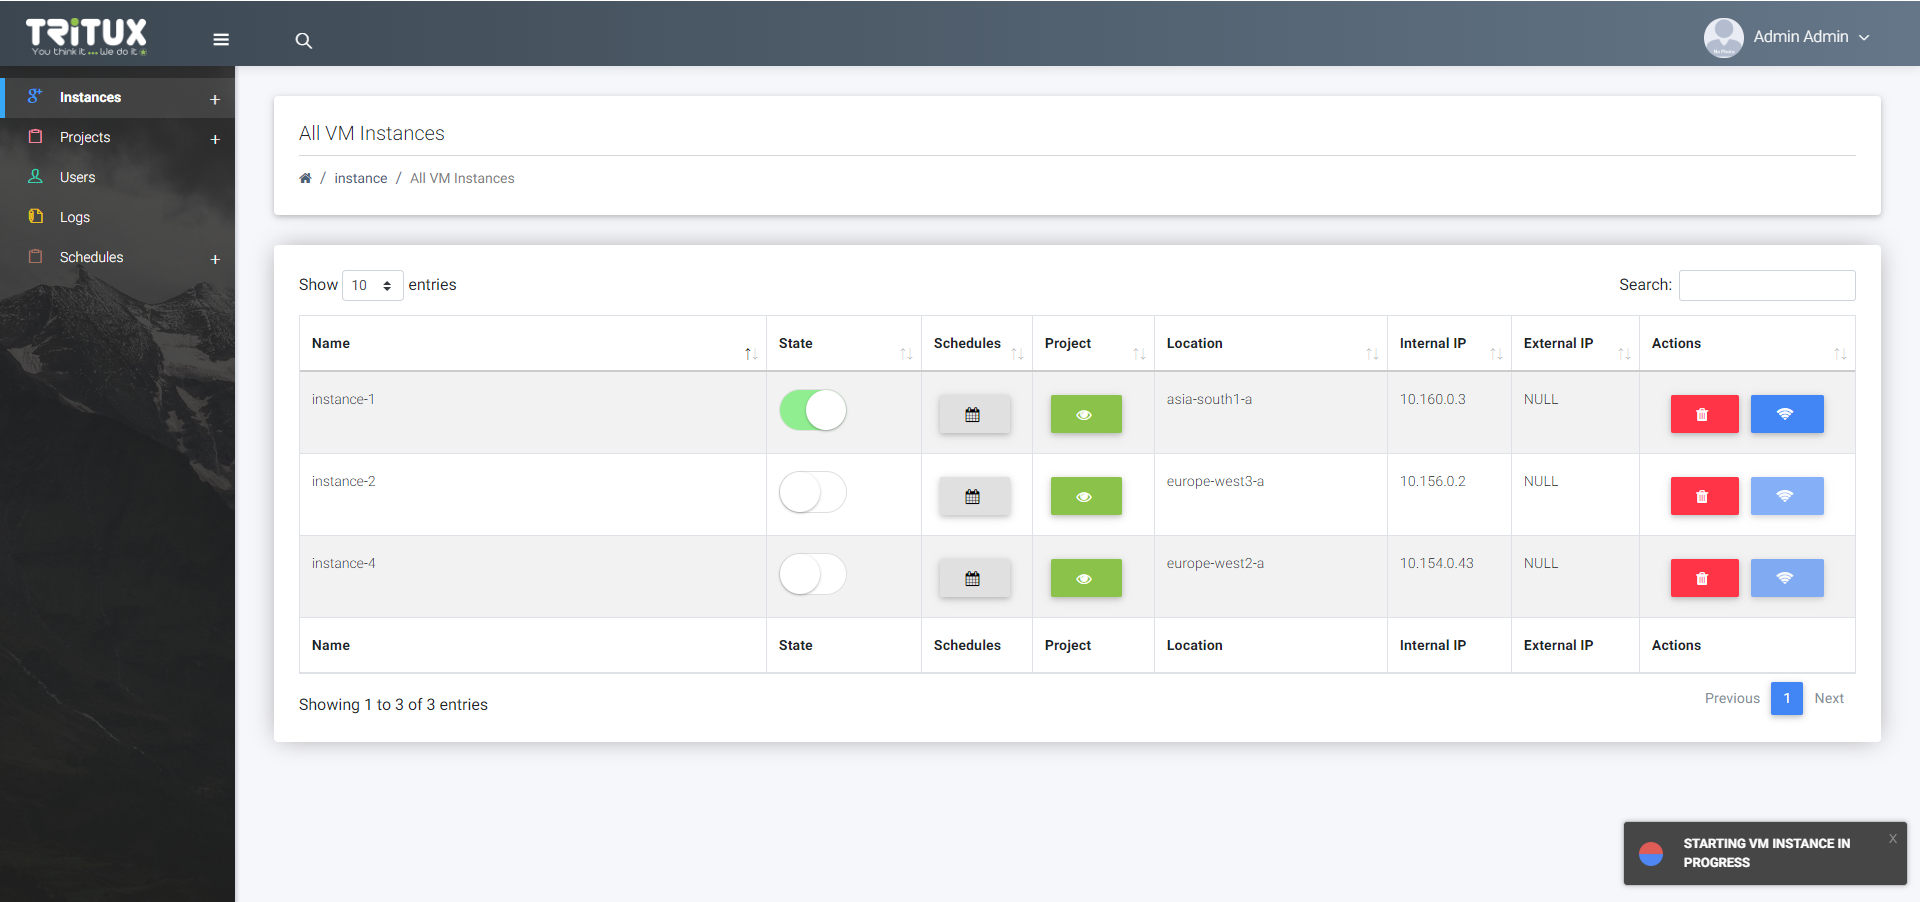 TRiTUX
You think it ... We do it
Admin Admin
Instances
Projects
Users
Logs
Schedules
All VM Instances
/ instance / All VM Instances
Show 10 entries
Search:
Name State Schedules Project Location Internal IP External IP Actions
instance-1 asia-south1-a 10.160.0.3 NULL
instance-2 europe-west3-a 10.156.0.2 NULL
instance-4 europe-west2-a 10.154.0.43 NULL
Name State Schedules Project Location Internal IP External IP Actions
Showing 1 to 3 of 3 entries
Previous 1 Next
STARTING VM INSTANCE IN
PROGRESS
X